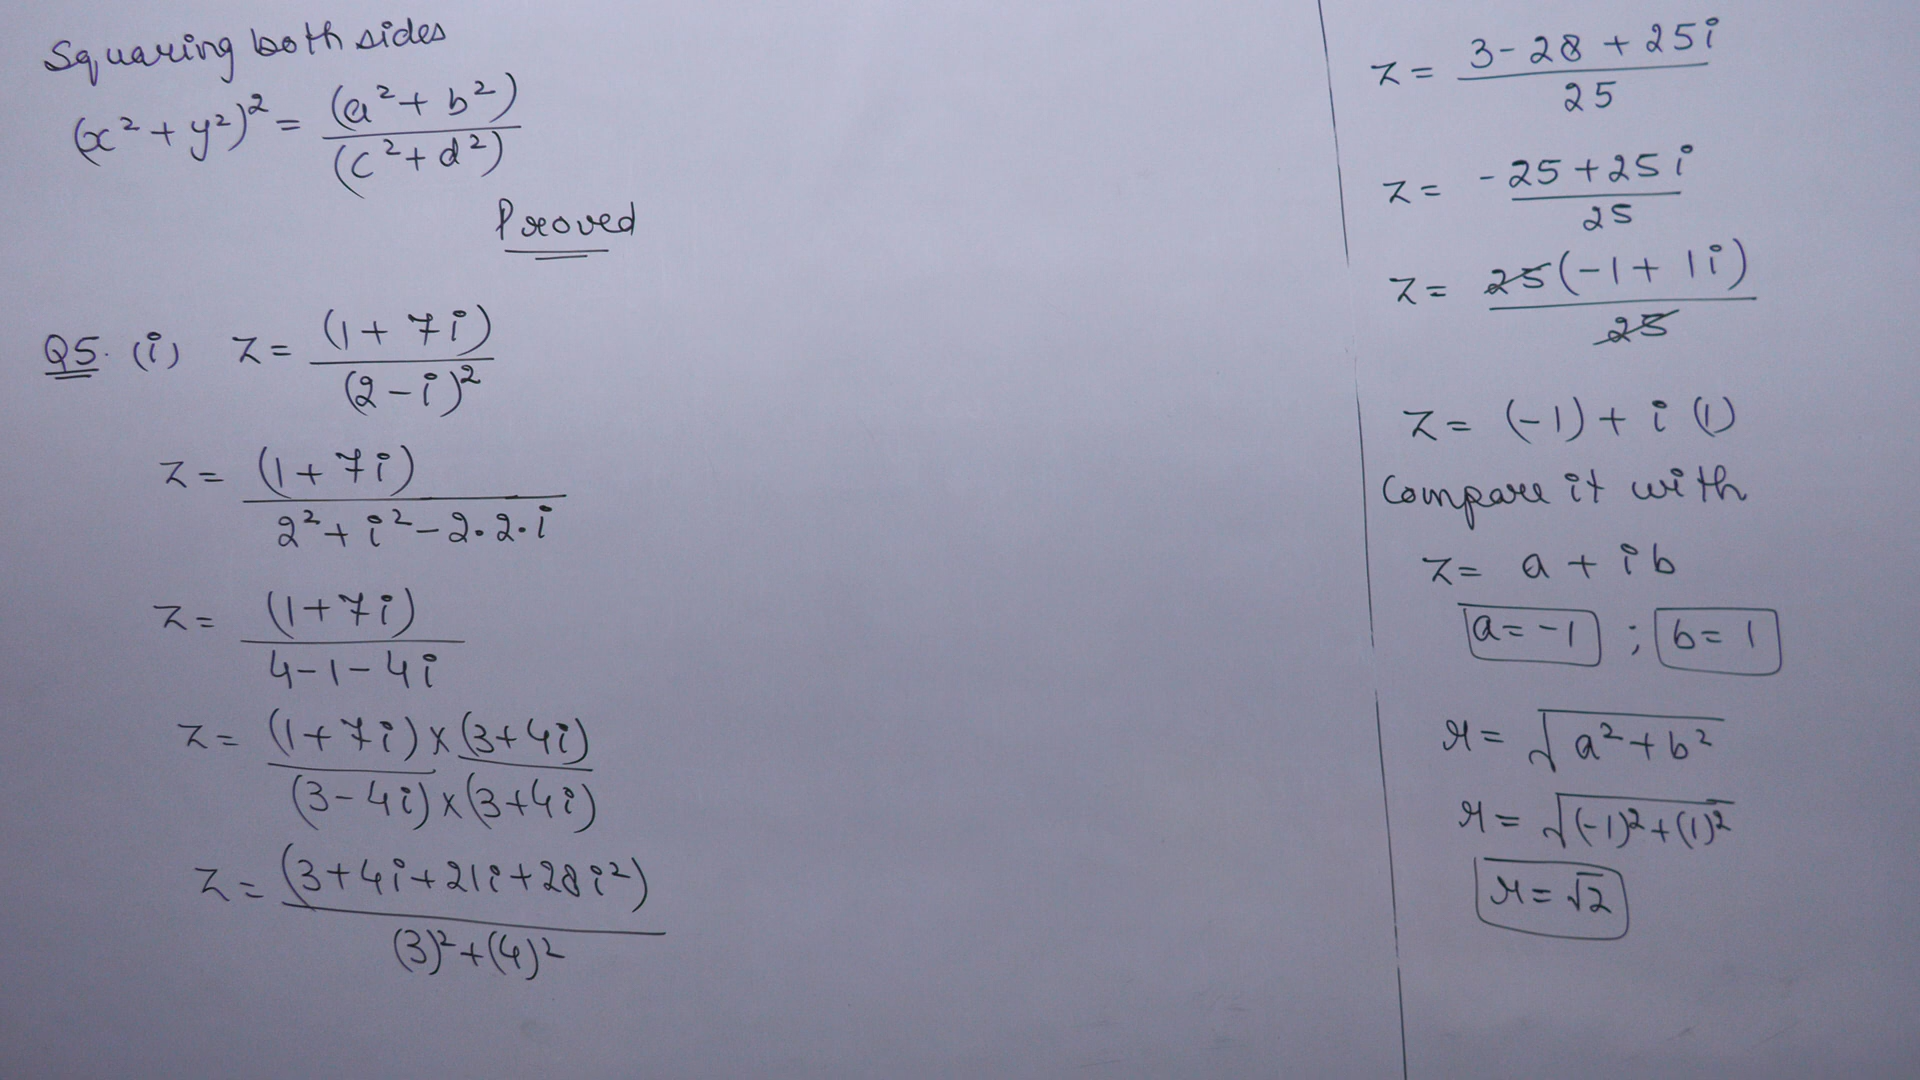 Squaring both sides
(x² + y²)² = (a² + b²) / (c² + d²)
Proved
Q5. (i) z = (1 + 7i) / (2 - i)²
z = (1 + 7i) / 2² + i² - 2·2·i
z = (1 + 7i) / 4 - 1 - 4i
z = (1 + 7i) × (3 + 4i) / (3 - 4i) × (3 + 4i)
z = (3 + 4i + 21i + 28i²) / (3)² + (4)²
z = 3 - 28 + 25i / 25
z = -25 + 25i / 25
z = 25(-1 + 1i) / 25
z = (-1) + i (1)
Compare it with
z = a + ib
a = -1 ; b = 1
r = √a² + b²
r = √(-1)² + (1)²
r = √2